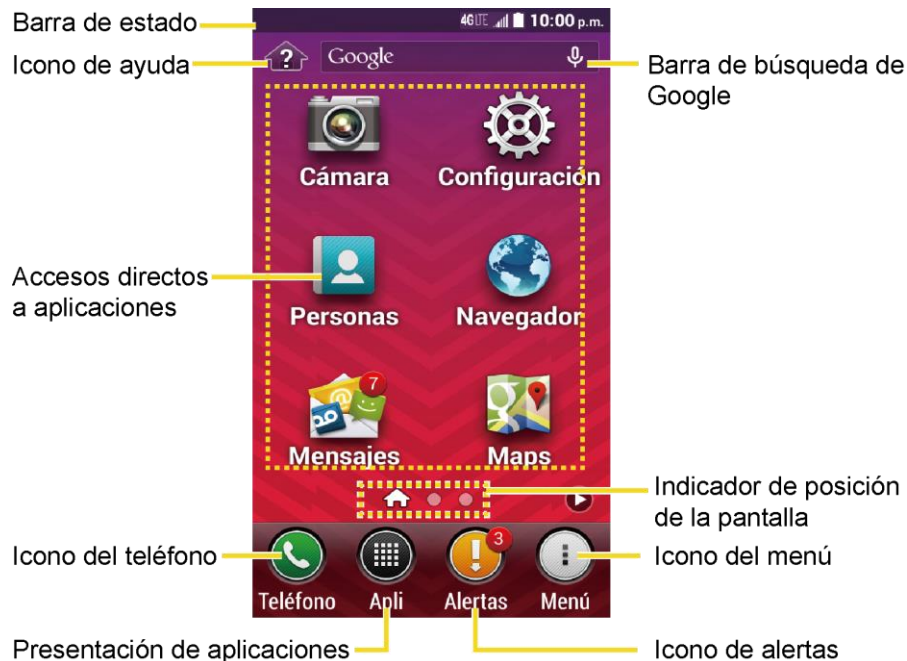 Barra de estado
4G LTE 10:00 p.m.
Icono de ayuda
? Google
Barra de búsqueda de
Google
Cámara
Configuración
Accesos directos
a aplicaciones
Personas
Navegador
7
Mensajes
Maps
Indicador de posición
de la pantalla
Icono del teléfono
3
Icono del menú
Teléfono
Apli
Alertas
Menú
Presentación de aplicaciones
Icono de alertas